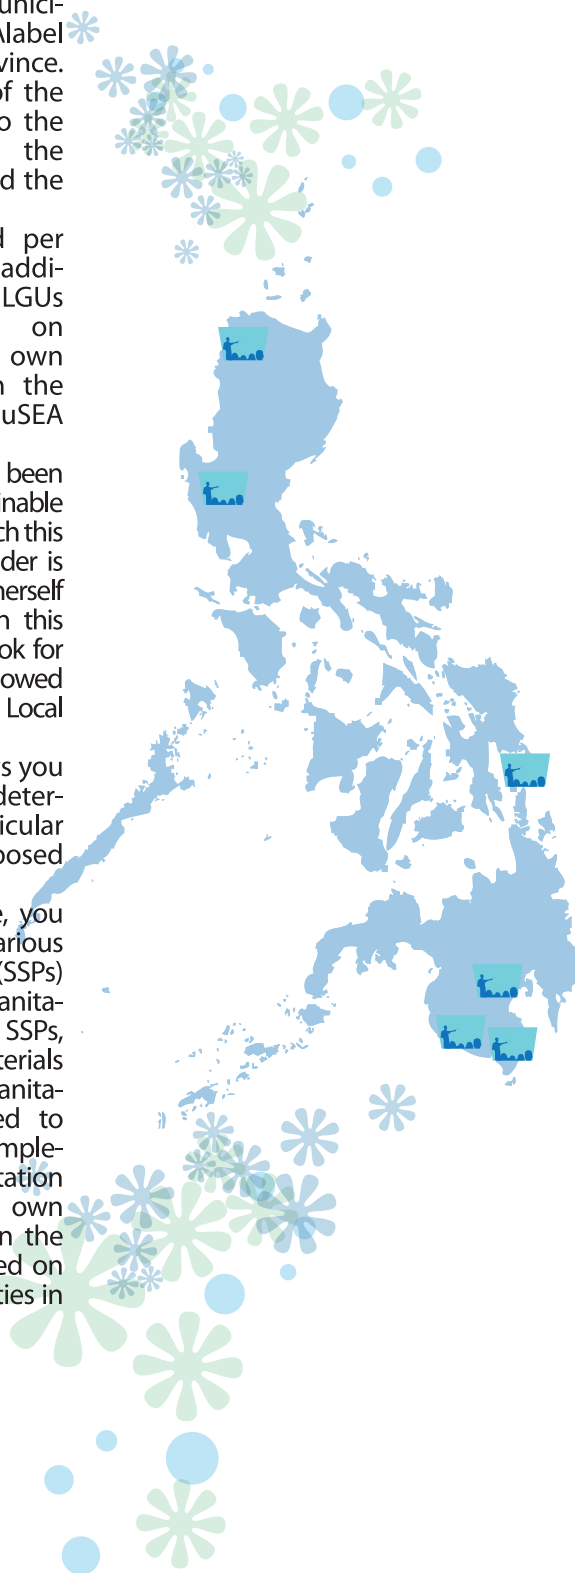 unici-
Alabel
vince.
of the
o the
the
d the
d per
addi-
LGUs
on
own
n the
uSEA
been
inable
ch this
der is
herself
n this
ok for
owed
Local
s you
deter-
icular
posed
e, you
arious
(SSPs)
anita-
SSPs,
terials
anita-
ed to
mple-
tation
own
n the
ed on
ties in